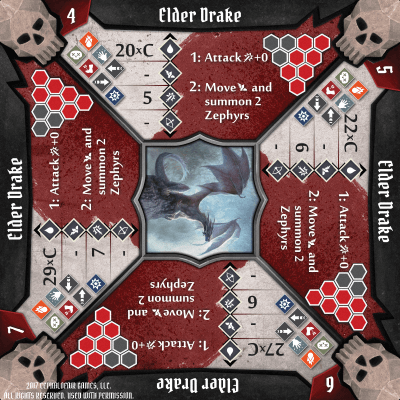 4
Elder Drake
20xC
-
5
-
1: Attack +0
2: Move and
summon 2
Zephyrs
5
Elder Drake
22xC
-
6
-
1: Attack +0
2: Move and
summon 2
Zephyrs
6
Elder Drake
27xC
-
6
-
1: Attack +0
2: Move and
summon 2
Zephyrs
7
Elder Drake
29xC
-
7
-
1: Attack +0
2: Move and
summon 2
Zephyrs
2017 Cephalofair Games, LLC.
All rights reserved. Used with permission.